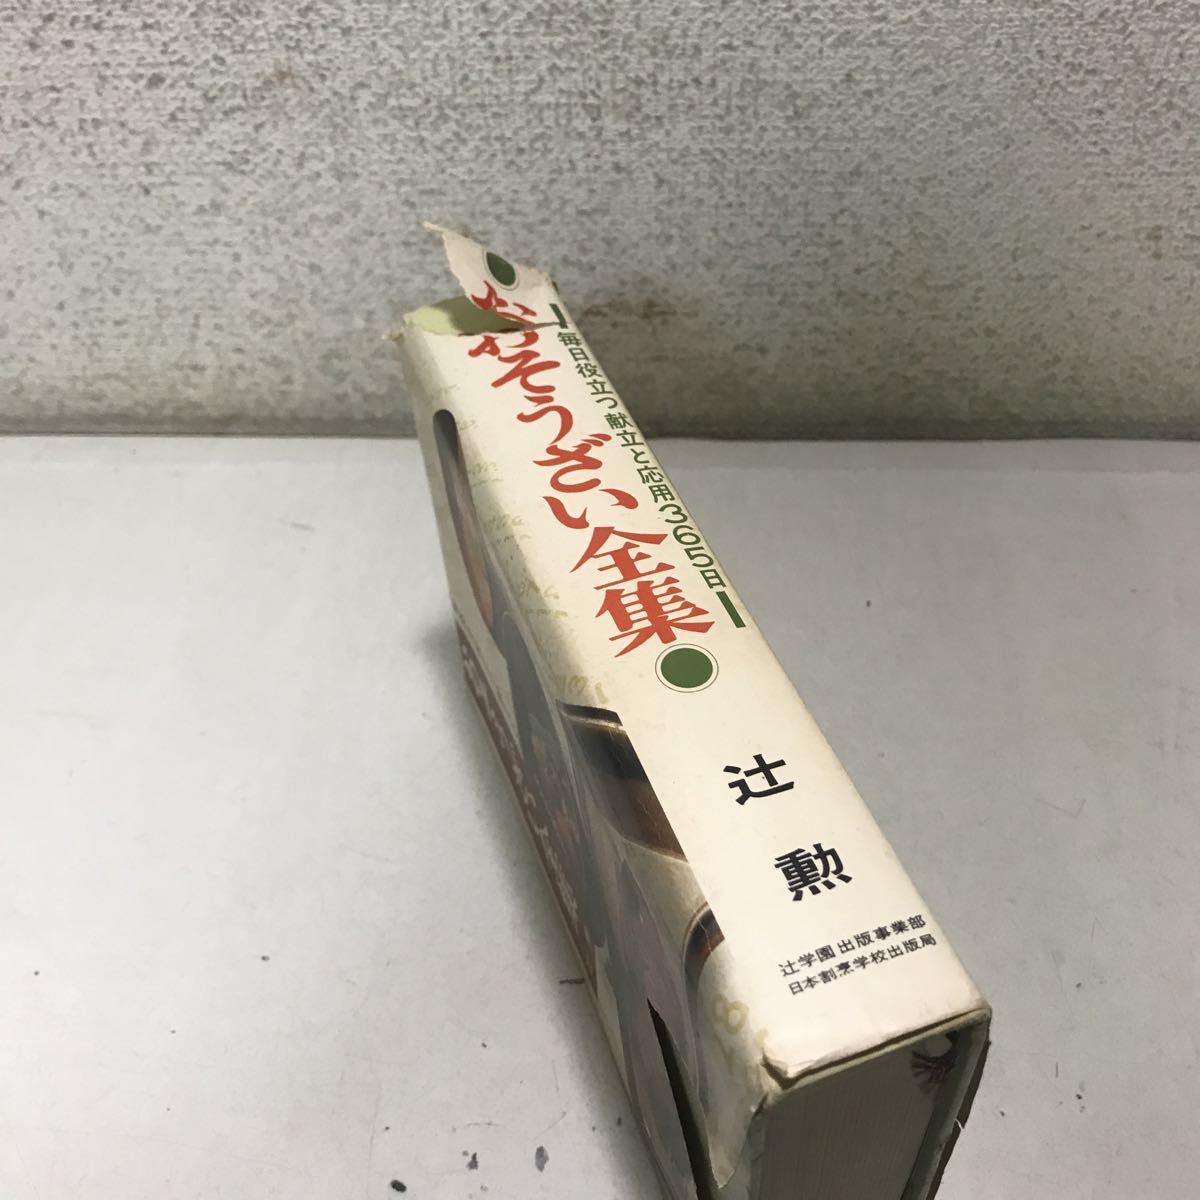 毎日役立つ献立と応用365日
おわそうざい全集
辻 勲
辻学園出版事業部
日本割烹学校出版局